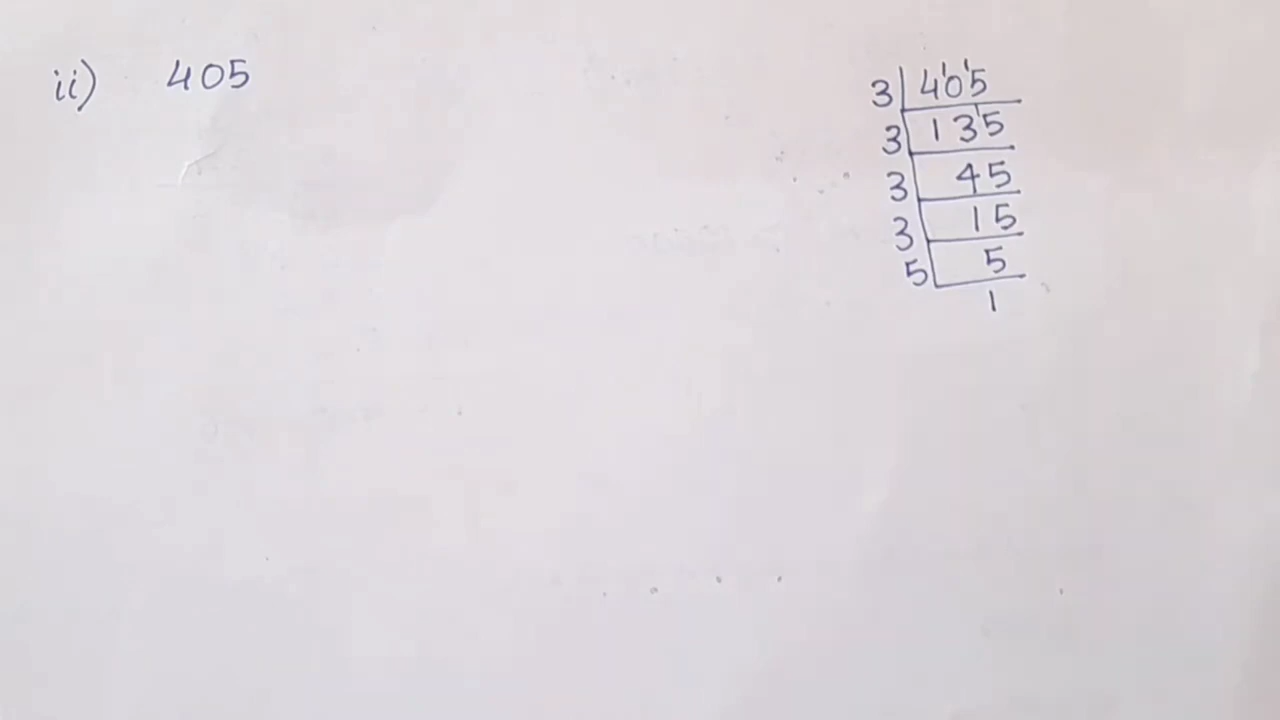 ii) 405
3 | 405
3 | 135
3 | 45
3 | 15
5 | 5
1